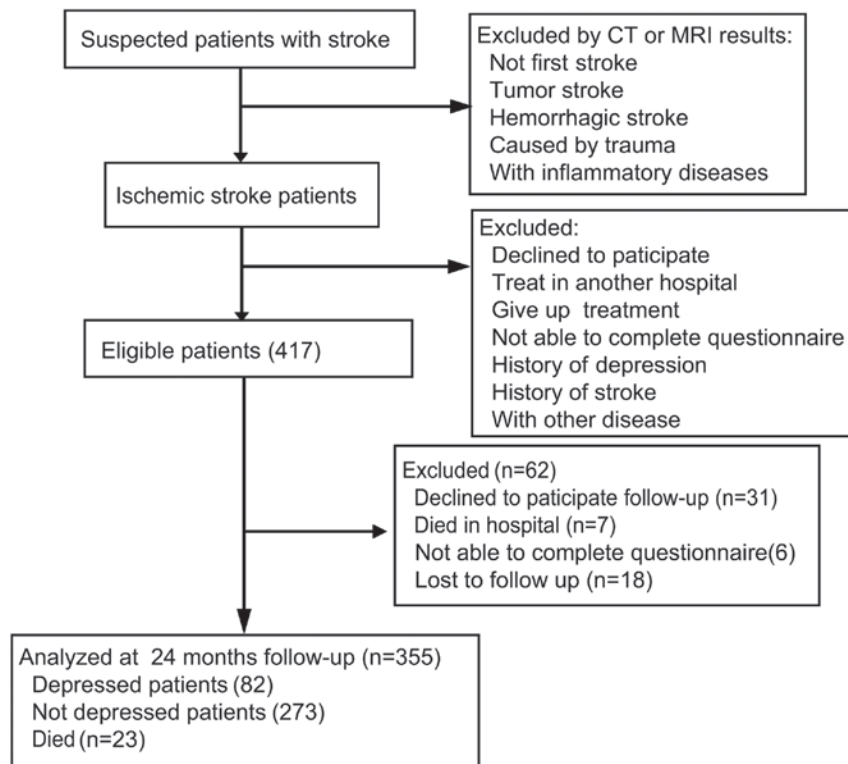 Suspected patients with stroke
Excluded by CT or MRI results:
Not first stroke
Tumor stroke
Hemorrhagic stroke
Caused by trauma
With inflammatory diseases
Ischemic stroke patients
Excluded:
Declined to paticipate
Treat in another hospital
Give up treatment
Not able to complete questionnaire
History of depression
History of stroke
With other disease
Eligible patients (417)
Excluded (n=62)
Declined to paticipate follow-up (n=31)
Died in hospital (n=7)
Not able to complete questionnaire(6)
Lost to follow up (n=18)
Analyzed at 24 months follow-up (n=355)
Depressed patients (82)
Not depressed patients (273)
Died (n=23)